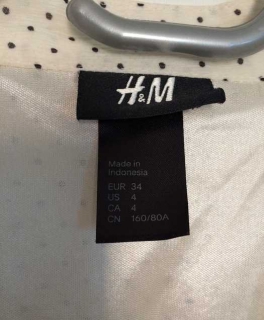 H&M
Made in
Indonesia
EUR 34
US 4
CA 4
CN 160/80A